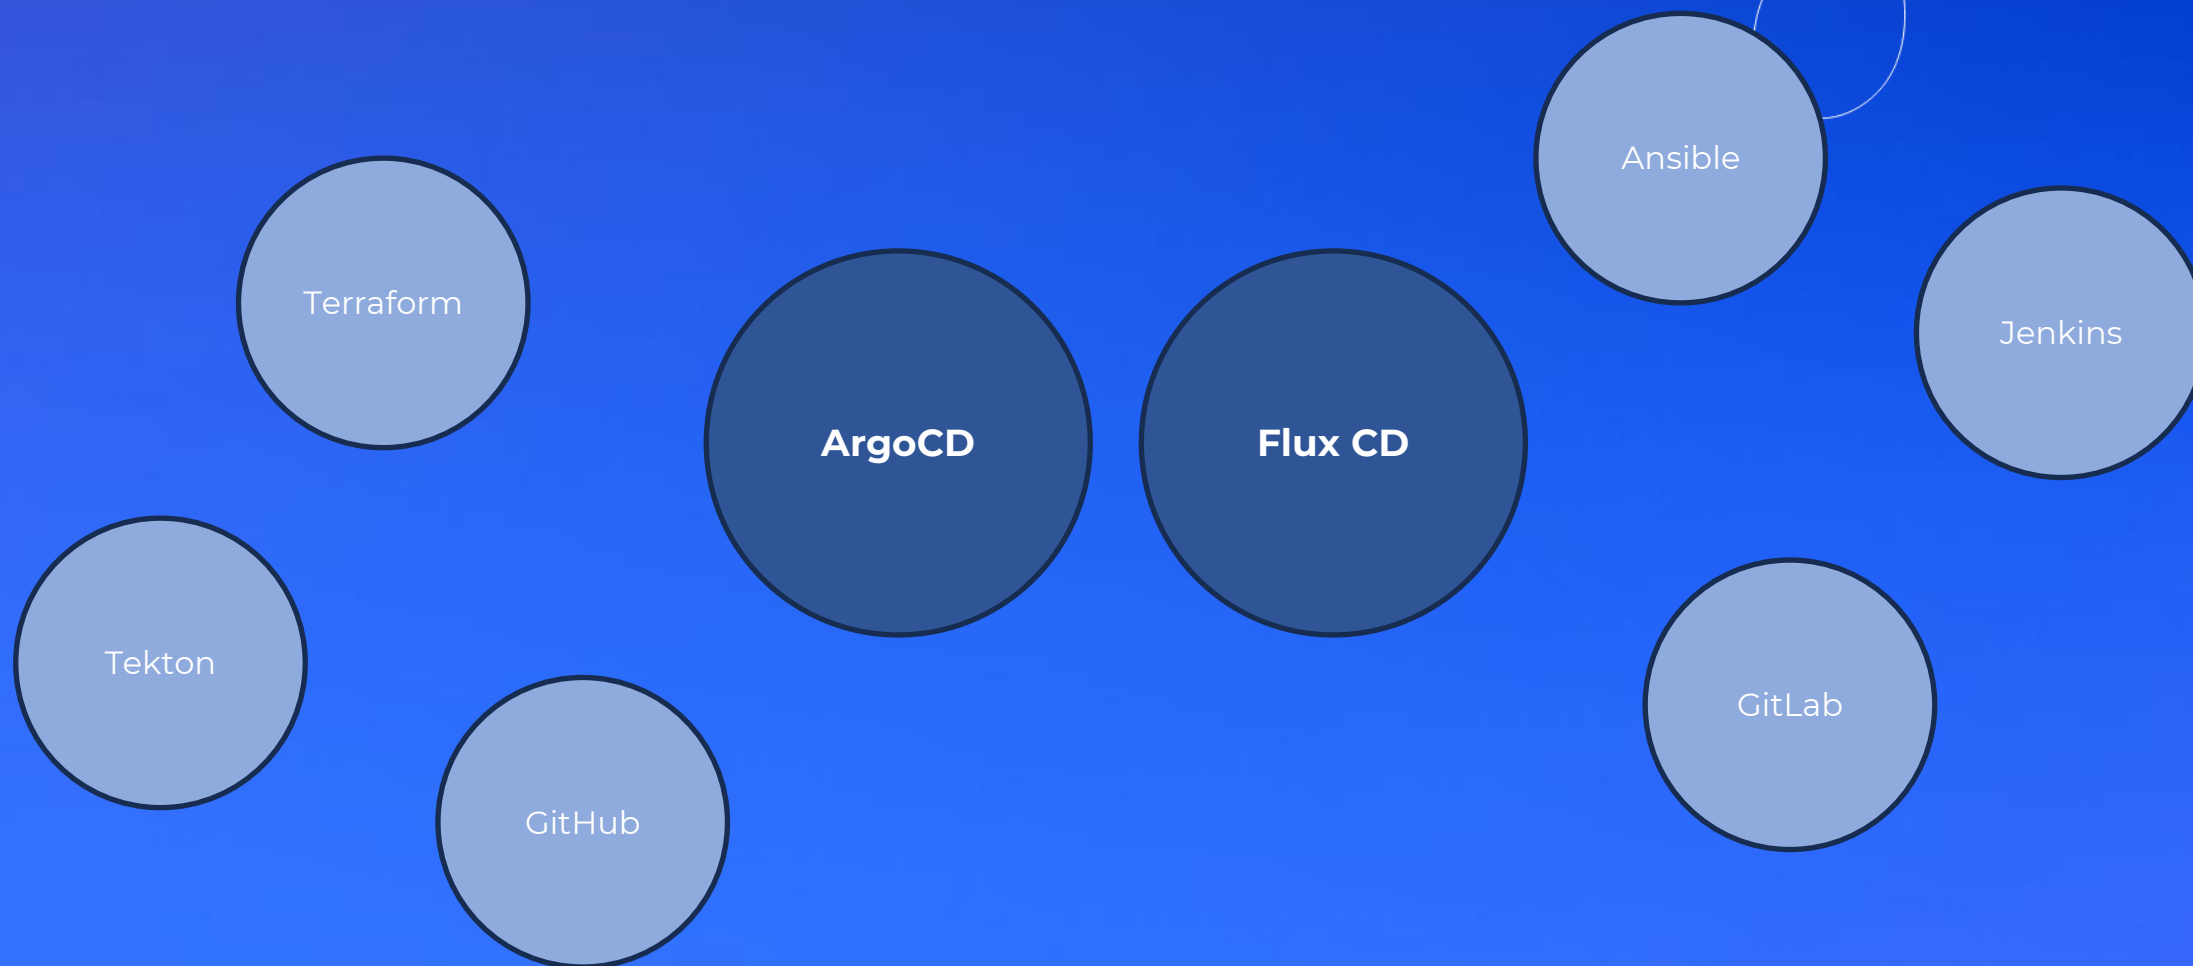 Ansible
Terraform
Jenkins
ArgoCD
Flux CD
Tekton
GitLab
GitHub